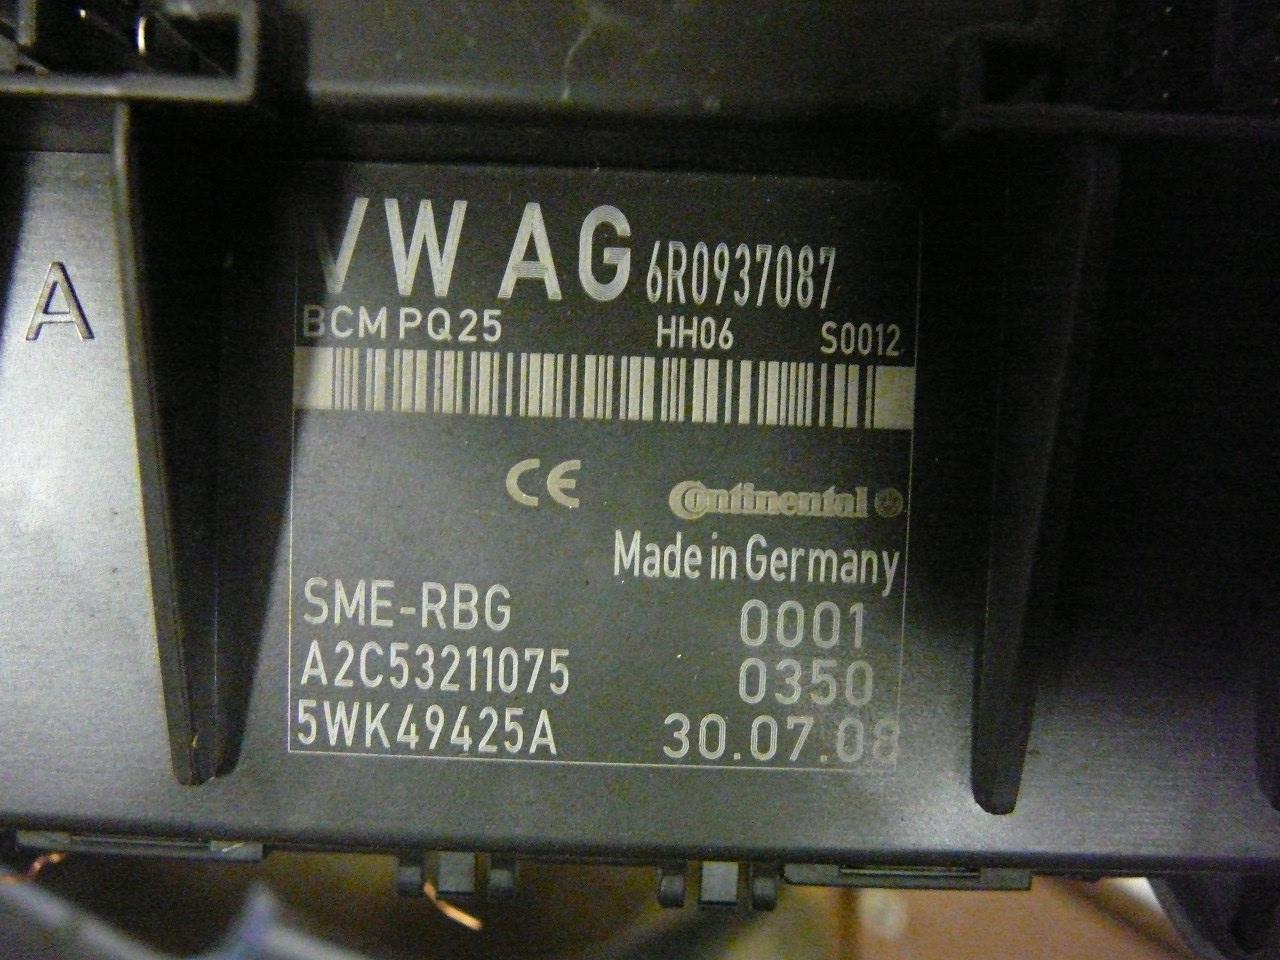 A
VW AG 6R0937087
BCM PQ25 HH06 S0012
CE
Continental
Made in Germany
SME-RBG 0001
A2C53211075 0350
5WK49425A 30.07.08